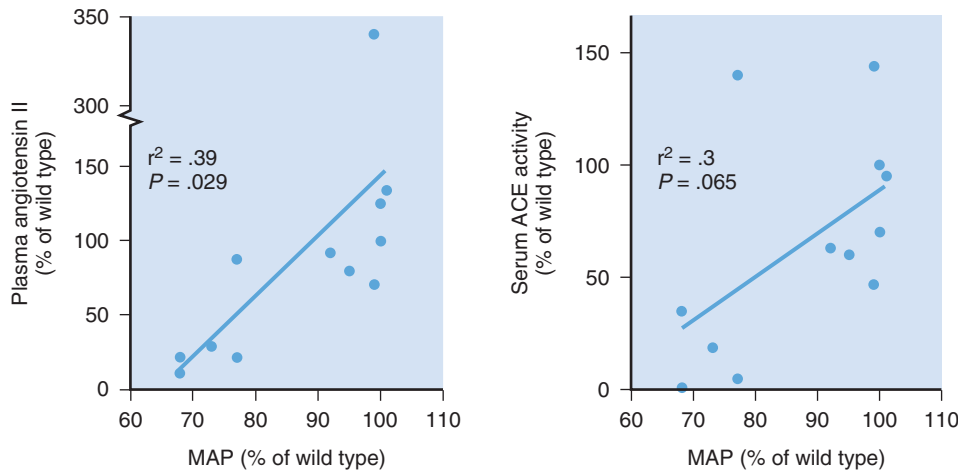 Plasma angiotensin II
(% of wild type)
350
300
150
100
50
0
r² = .39
P = .029
60 70 80 90 100 110
MAP (% of wild type)
Serum ACE activity
(% of wild type)
150
100
50
0
r² = .3
P = .065
60 70 80 90 100 110
MAP (% of wild type)